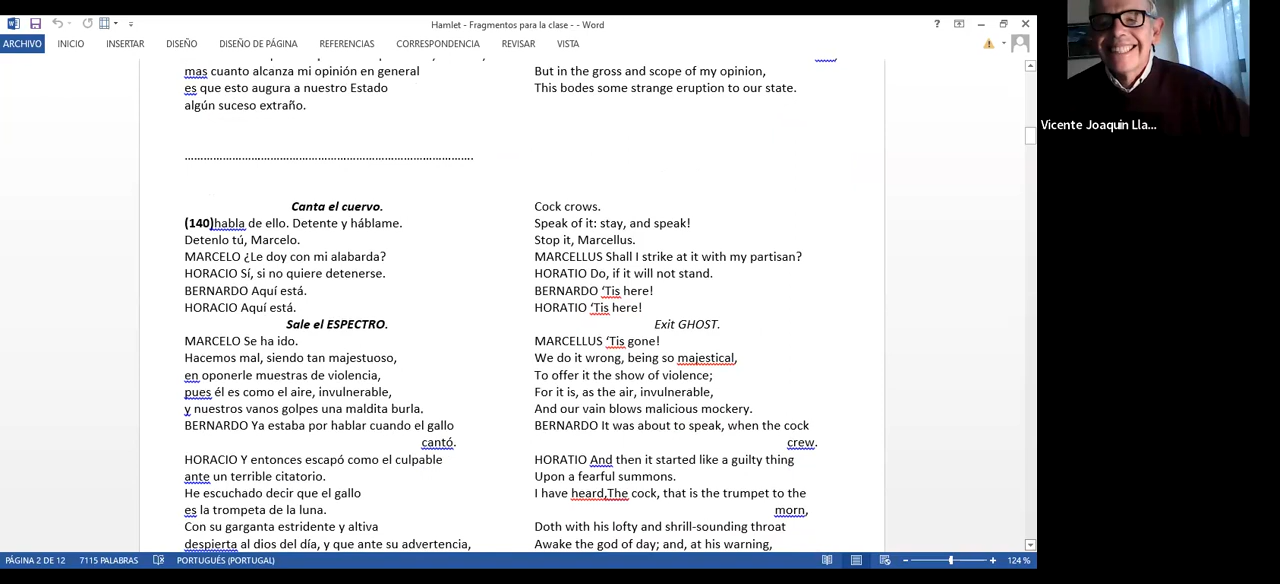 Hamlet - Fragmentos para la clase - - Word
ARCHIVO INICIO INSERTAR DISEÑO DISEÑO DE PÁGINA REFERENCIAS CORRESPONDENCIA REVISAR VISTA
mas cuanto alcanza mi opinión en general
es que esto augura a nuestro Estado
algún suceso extraño.
But in the gross and scope of my opinion,
This bodes some strange eruption to our state.
Canta el cuervo.
(140)habla de ello. Detente y háblame.
Detenlo tú, Marcelo.
MARCELO ¿Le doy con mi alabarda?
HORACIO Sí, si no quiere detenerse.
BERNARDO Aquí está.
HORACIO Aquí está.
Sale el ESPECTRO.
MARCELO Se ha ido.
Hacemos mal, siendo tan majestuoso,
en oponerle muestras de violencia,
pues él es como el aire, invulnerable,
y nuestros vanos golpes una maldita burla.
BERNARDO Ya estaba por hablar cuando el gallo
cantó.
HORACIO Y entonces escapó como el culpable
ante un terrible citatorio.
He escuchado decir que el gallo
es la trompeta de la luna.
Con su garganta estridente y altiva
despierta al dios del día, y que ante su advertencia,
Cock crows.
Speak of it: stay, and speak!
Stop it, Marcellus.
MARCELLUS Shall I strike at it with my partisan?
HORATIO Do, if it will not stand.
BERNARDO ‘Tis here!
HORATIO ‘Tis here!
Exit GHOST.
MARCELLUS ‘Tis gone!
We do it wrong, being so majestical,
To offer it the show of violence;
For it is, as the air, invulnerable,
And our vain blows malicious mockery.
BERNARDO It was about to speak, when the cock
crew.
HORATIO And then it started like a guilty thing
Upon a fearful summons.
I have heard,The cock, that is the trumpet to the
morn,
Doth with his lofty and shrill-sounding throat
Awake the god of day; and, at his warning,
PÁGINA 2 DE 12 7115 PALABRAS PORTUGUÊS (PORTUGAL) 124 %
Vicente Joaquin Lla...